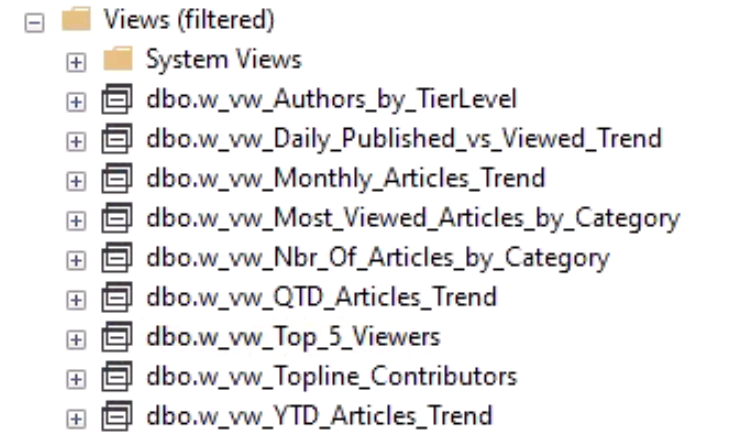 Views (filtered)
System Views
dbo.w_vw_Authors_by_TierLevel
dbo.w_vw_Daily_Published_vs_Viewed_Trend
dbo.w_vw_Monthly_Articles_Trend
dbo.w_vw_Most_Viewed_Articles_by_Category
dbo.w_vw_Nbr_Of_Articles_by_Category
dbo.w_vw_QTD_Articles_Trend
dbo.w_vw_Top_5_Viewers
dbo.w_vw_Topline_Contributors
dbo.w_vw_YTD_Articles_Trend